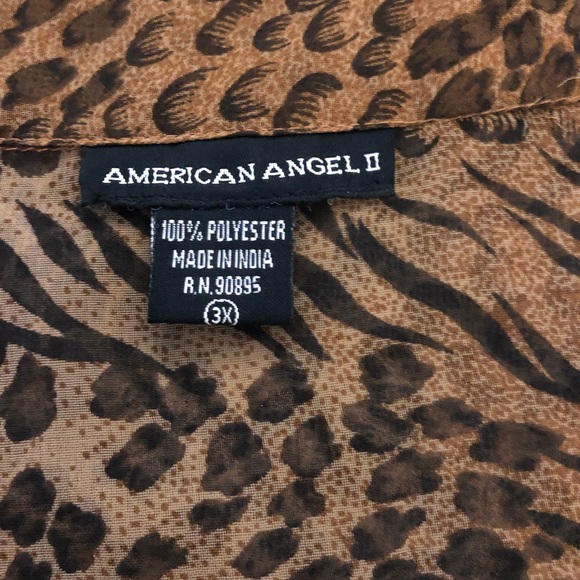 AMERICAN ANGEL II
100% POLYESTER
MADE IN INDIA
R.N. 90895
3X